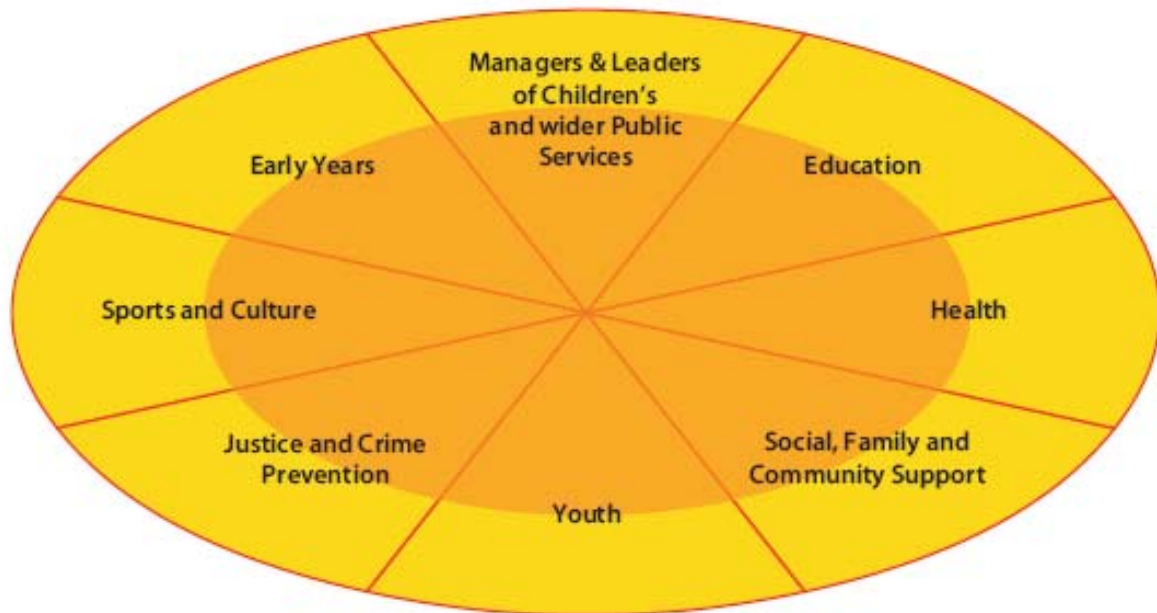 Managers & Leaders
of Children's
and wider Public
Services
Early Years
Education
Sports and Culture
Health
Justice and Crime
Prevention
Social, Family and
Community Support
Youth